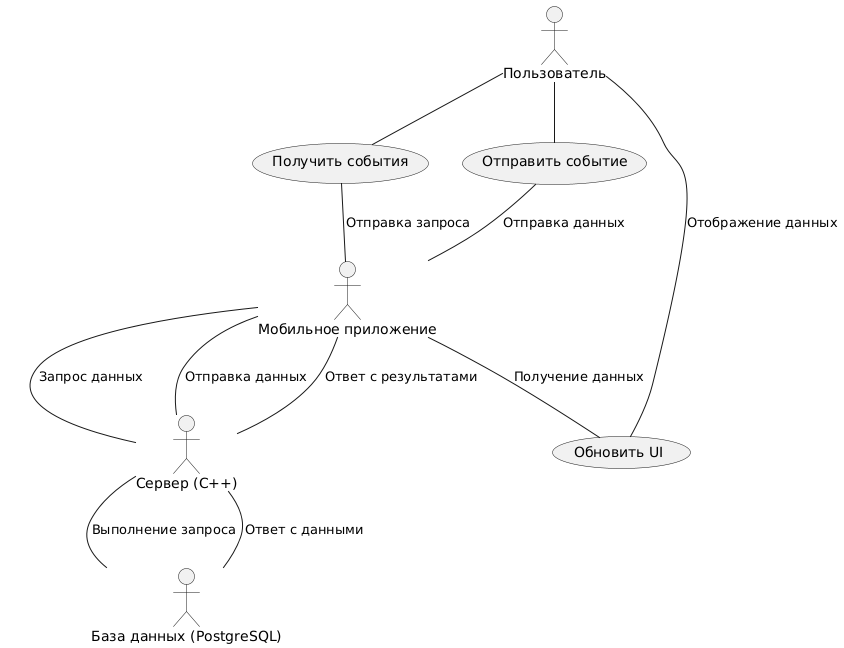 Пользователь
Получить события
Отправить событие
Отправка запроса
Отправка данных
Отображение данных
Мобильное приложение
Запрос данных
Отправка данных
Ответ с результатами
Получение данных
Сервер (C++)
Обновить UI
Выполнение запроса
Ответ с данными
База данных (PostgreSQL)